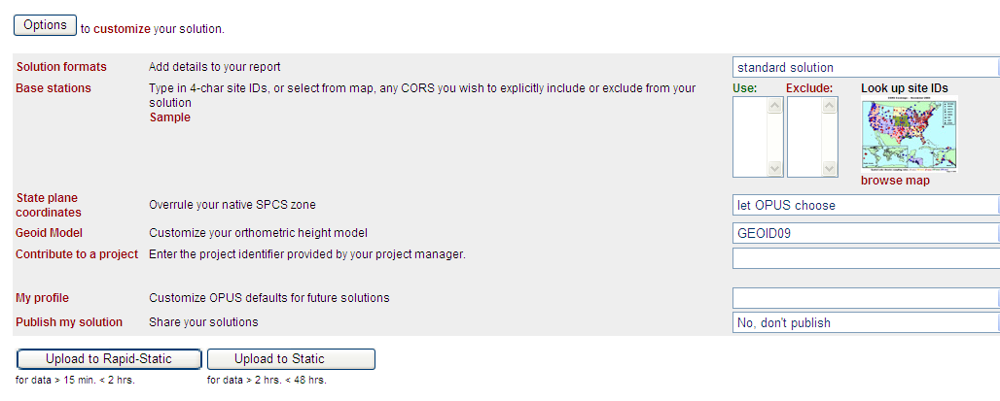 Options to customize your solution.
Solution formats Add details to your report standard solution
Base stations Type in 4-char site IDs, or select from map, any CORS you wish to explicitly include or exclude from your solution
Sample
Use: Exclude: Look up site IDs
browse map
State plane coordinates Overrule your native SPCS zone let OPUS choose
Geoid Model Customize your orthometric height model GEOID09
Contribute to a project Enter the project identifier provided by your project manager.
My profile Customize OPUS defaults for future solutions
Publish my solution Share your solutions No, don't publish
Upload to Rapid-Static Upload to Static
for data > 15 min. < 2 hrs. for data > 2 hrs. < 48 hrs.